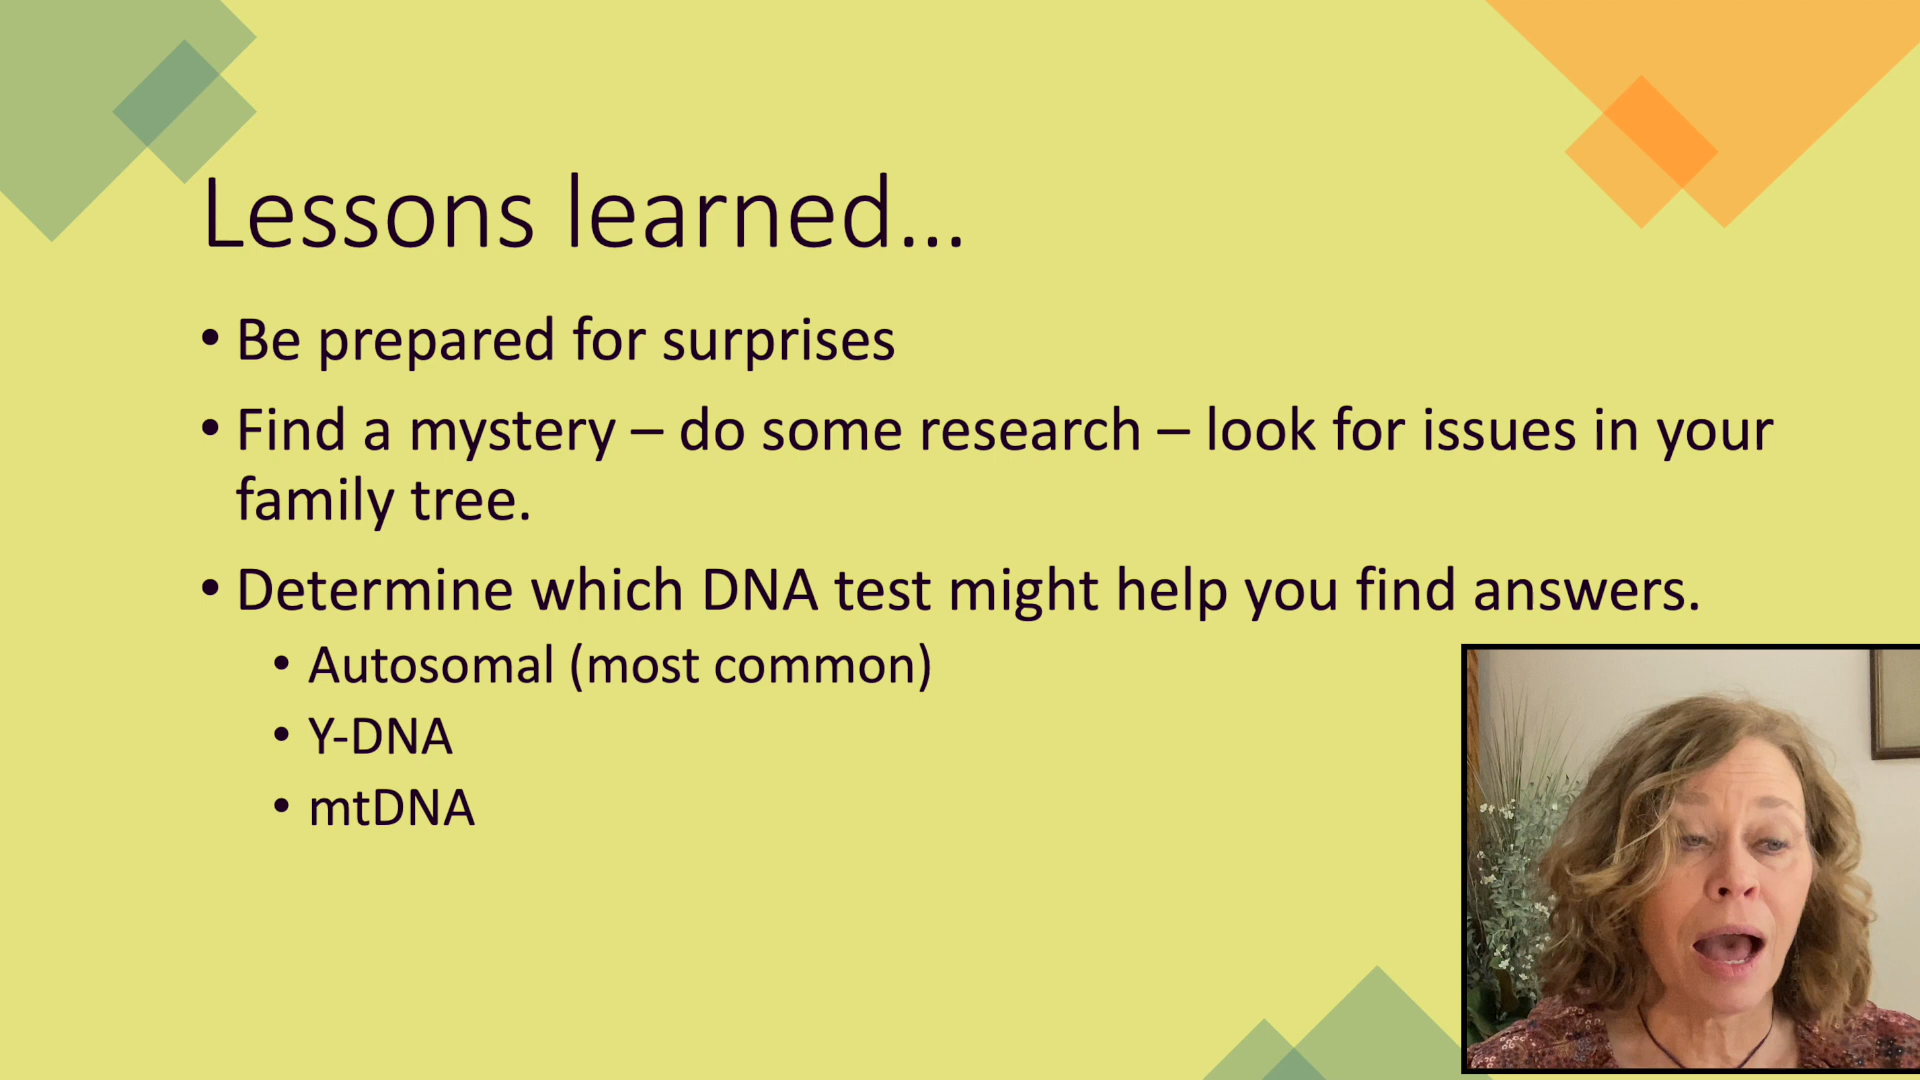 Lessons learned...
• Be prepared for surprises
• Find a mystery – do some research – look for issues in your
family tree.
• Determine which DNA test might help you find answers.
• Autosomal (most common)
• Y-DNA
• mtDNA